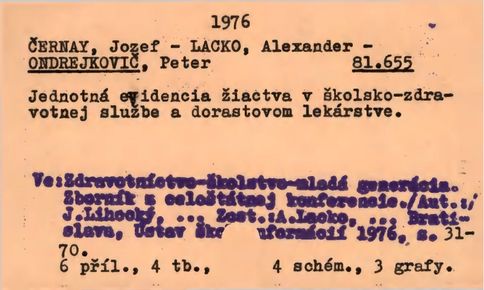 1976
ČERNAY, Jozef - LACKO, Alexander -
ONDREJKOVIČ, Peter 81.655
Jednotná evidencia žiactva v školsko-zdra-
votnej službe a dorastovom lekárstve.
Ve:Zdravotníctvo-školstvo-mladá generácia.
Zborník z celoštátnej konferencie./Aut.:/
J.Lihocký, ... Zost.:A.Lacko, ... Brati-
slava, Ústav 1976, s. 31-
70.
6 příl., 4 tb., 4 schém., 3 grafy.